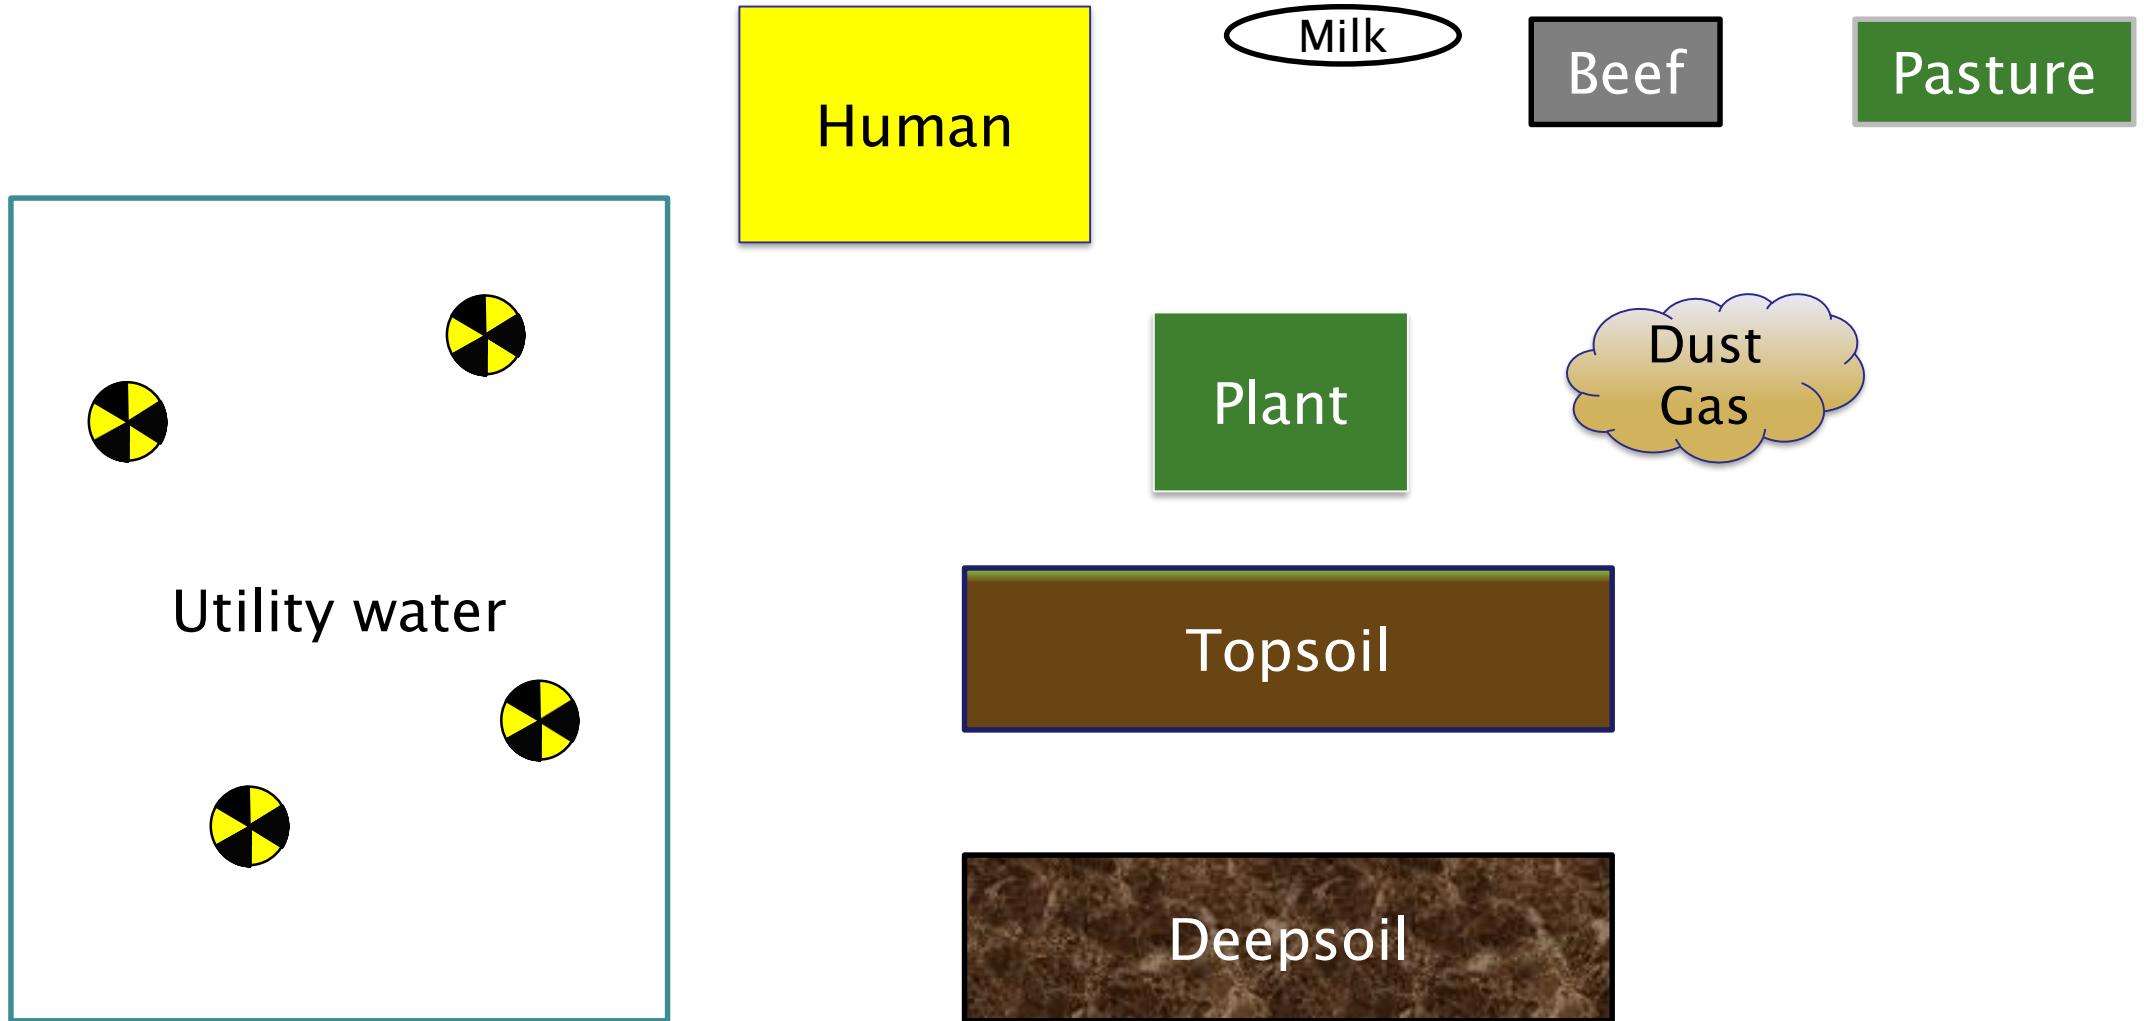 Human
Milk
Beef
Pasture
Dust
Gas
Plant
Utility water
Topsoil
Deepsoil